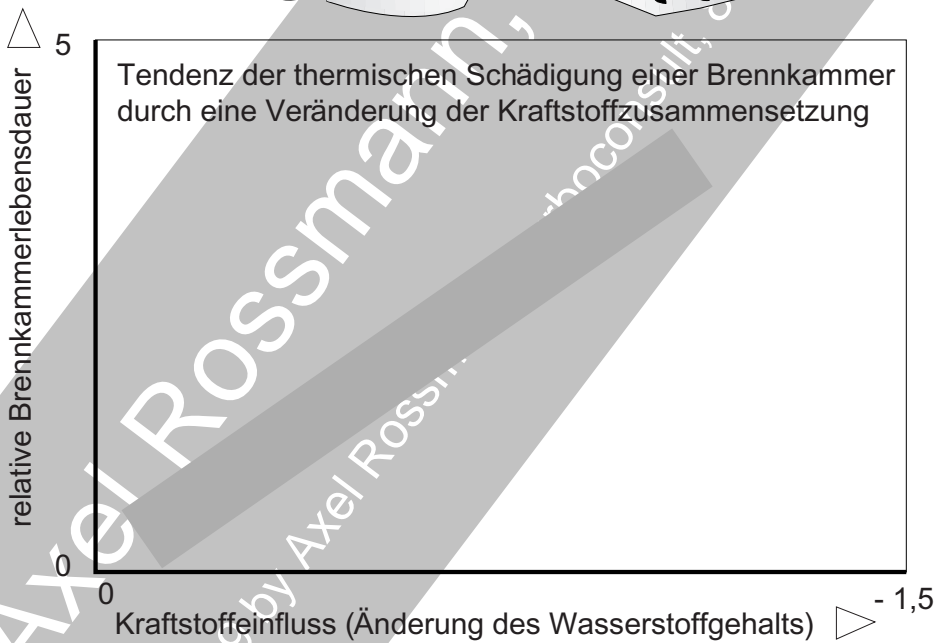 5
relative Brennkammerlebensdauer
Tendenz der thermischen Schädigung einer Brennkammer
durch eine Veränderung der Kraftstoffzusammensetzung
Axel Rossmann,
by Axel
0
0
- 1,5
Kraftstoffeinfluss (Änderung des Wasserstoffgehalts)